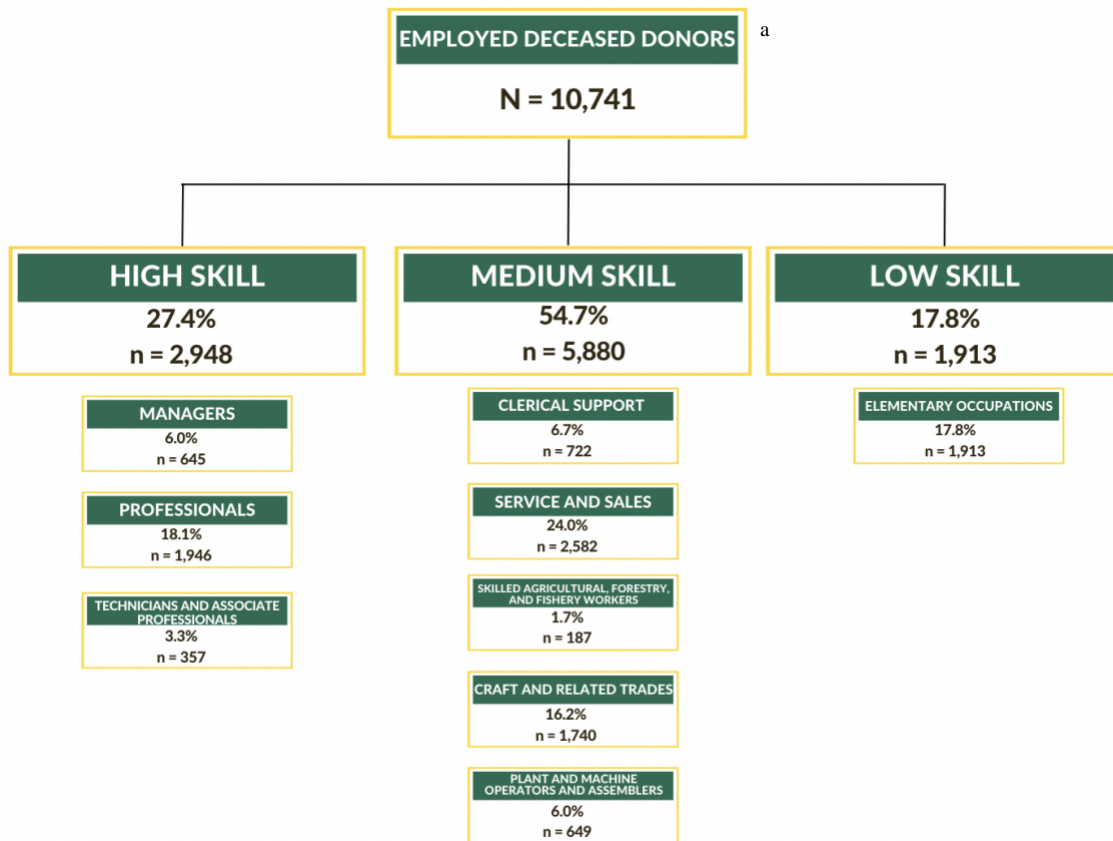 EMPLOYED DECEASED DONORS
a
N = 10,741
HIGH SKILL
27.4%
n = 2,948
MANAGERS
6.0%
n = 645
PROFESSIONALS
18.1%
n = 1,946
TECHNICIANS AND ASSOCIATE
PROFESSIONALS
3.3%
n = 357
MEDIUM SKILL
54.7%
n = 5,880
CLERICAL SUPPORT
6.7%
n = 722
SERVICE AND SALES
24.0%
n = 2,582
SKILLED AGRICULTURAL, FORESTRY,
AND FISHERY WORKERS
1.7%
n = 187
CRAFT AND RELATED TRADES
16.2%
n = 1,740
PLANT AND MACHINE
OPERATORS AND ASSEMBLERS
6.0%
n = 649
LOW SKILL
17.8%
n = 1,913
ELEMENTARY OCCUPATIONS
17.8%
n = 1,913